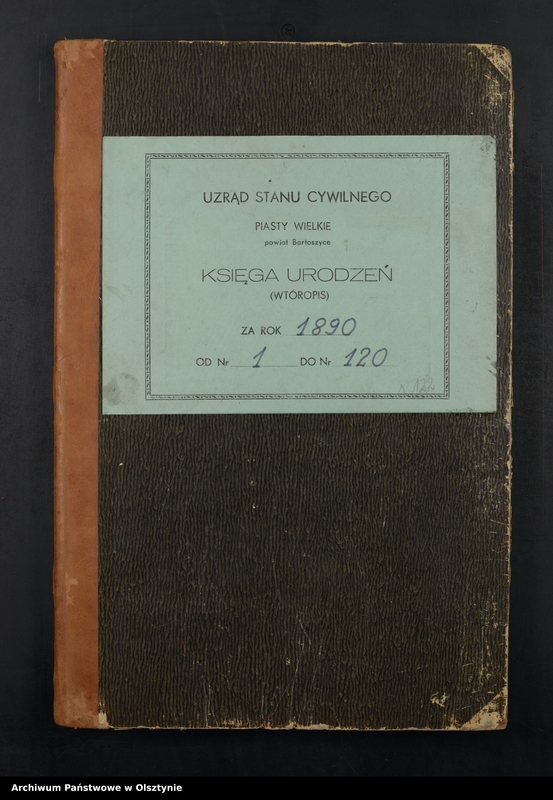 UZRĄD STANU CYWILNEGO
PIASTY WIELKIE
powiat Bartoszyce
KSIĘGA URODZEŃ
(WTÓROPIS)
ZA ROK 1890
OD Nr 1 DO Nr 120
Archiwum Państwowe w Olsztynie